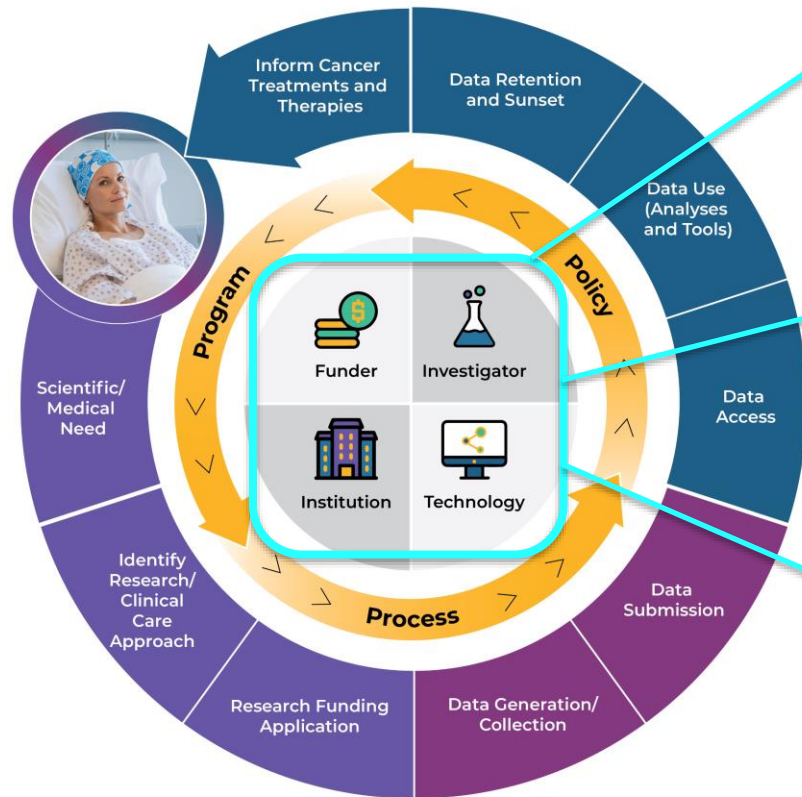 Inform Cancer
Treatments and
Therapies
Data Retention
and Sunset
Data Use
(Analyses
and Tools)
Data
Access
Data
Submission
Data Generation/
Collection
Research Funding
Application
Identify
Research/
Clinical
Care
Approach
Scientific/
Medical
Need
Program
Policy
Process
Funder
Investigator
Institution
Technology